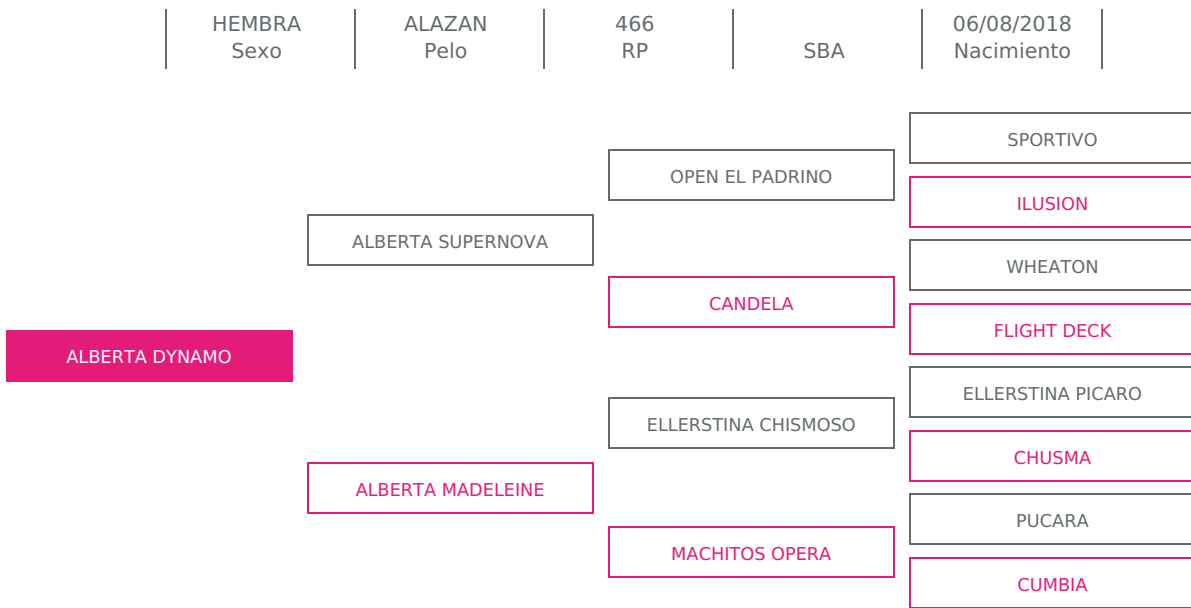 HEMBRA
Sexo
ALAZAN
Pelo
466
RP
SBA
06/08/2018
Nacimiento
SPORTIVO
OPEN EL PADRINO
ILUSION
ALBERTA SUPERNOVA
WHEATON
CANDELA
FLIGHT DECK
ALBERTA DYNAMO
ELLERSTINA PICARO
ELLERSTINA CHISMOSO
CHUSMA
ALBERTA MADELEINE
PUCARA
MACHITOS OPERA
CUMBIA